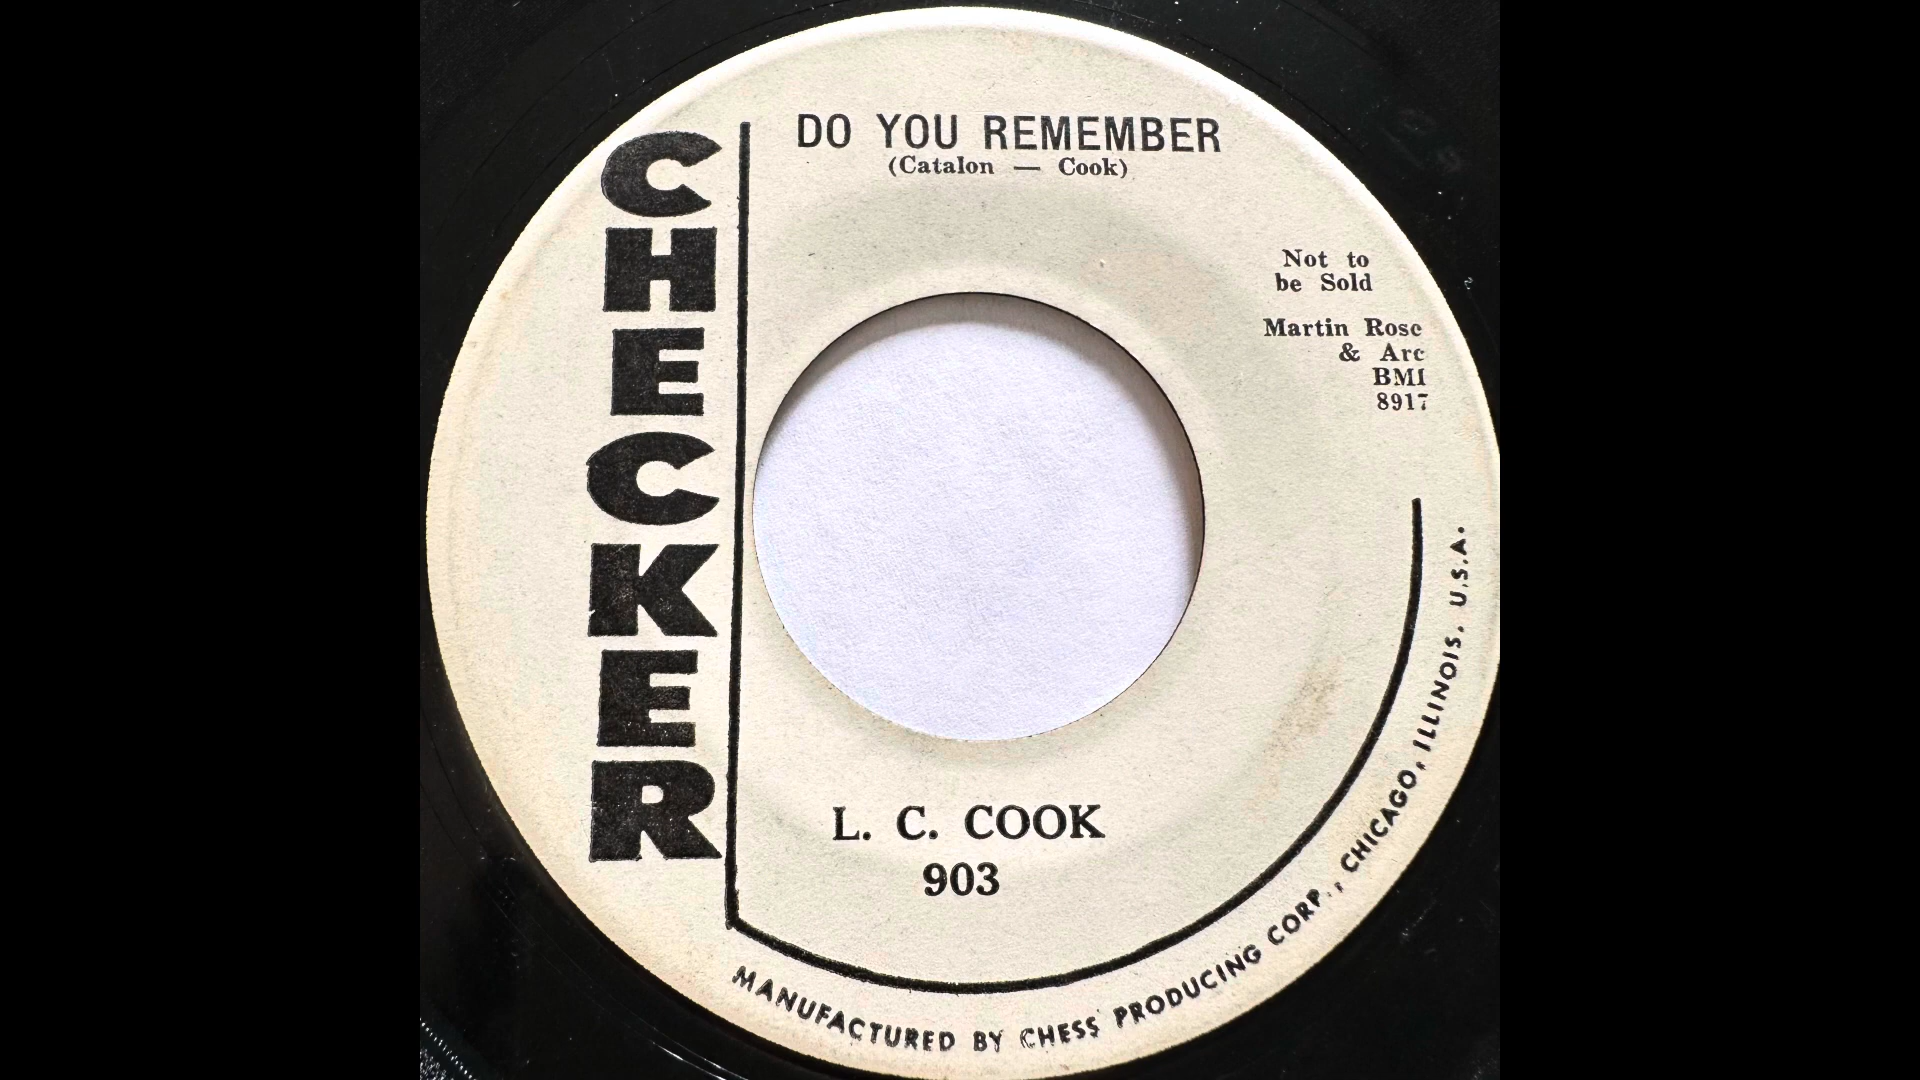 CHECKER
DO YOU REMEMBER
(Catalon — Cook)
Not to
be Sold
Martin Rose
& Arc
BMI
8917
L. C. COOK
903
MANUFACTURED BY CHESS PRODUCING CORP., CHICAGO, ILLINOIS, U.S.A.